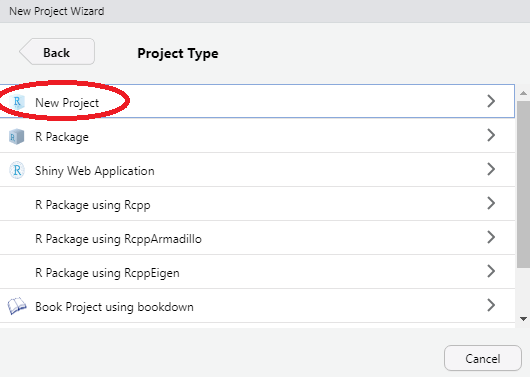 New Project Wizard
Back
Project Type
R New Project
R R Package
R Shiny Web Application
R Package using Rcpp
R Package using RcppArmadillo
R Package using RcppEigen
Book Project using bookdown
Cancel